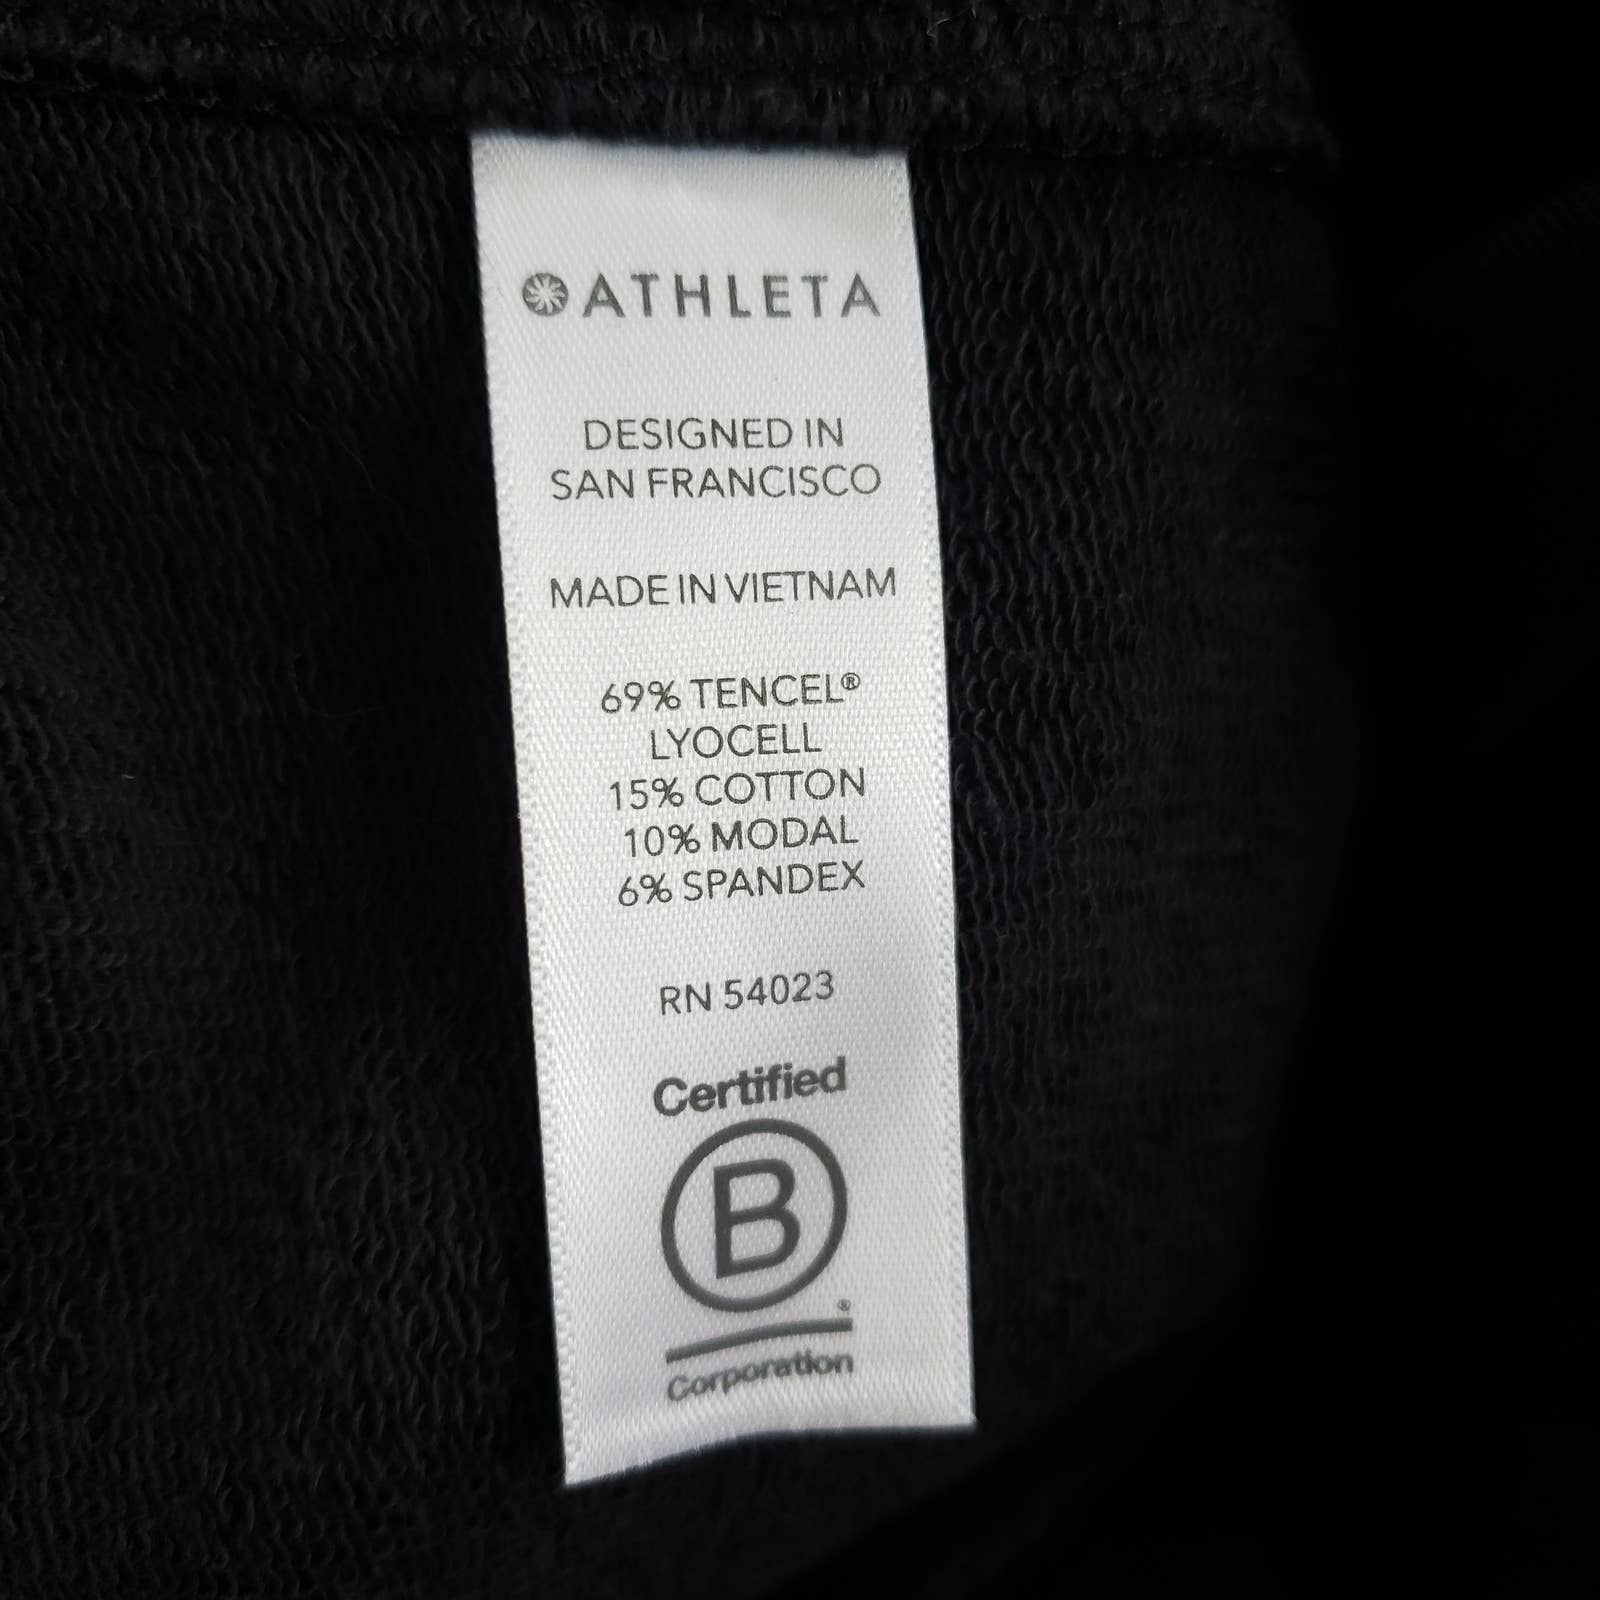 ATHLETA
DESIGNED IN
SAN FRANCISCO
MADE IN VIETNAM
69% TENCEL®
LYOCELL
15% COTTON
10% MODAL
6% SPANDEX
RN 54023
Certified
B
®
Corporation